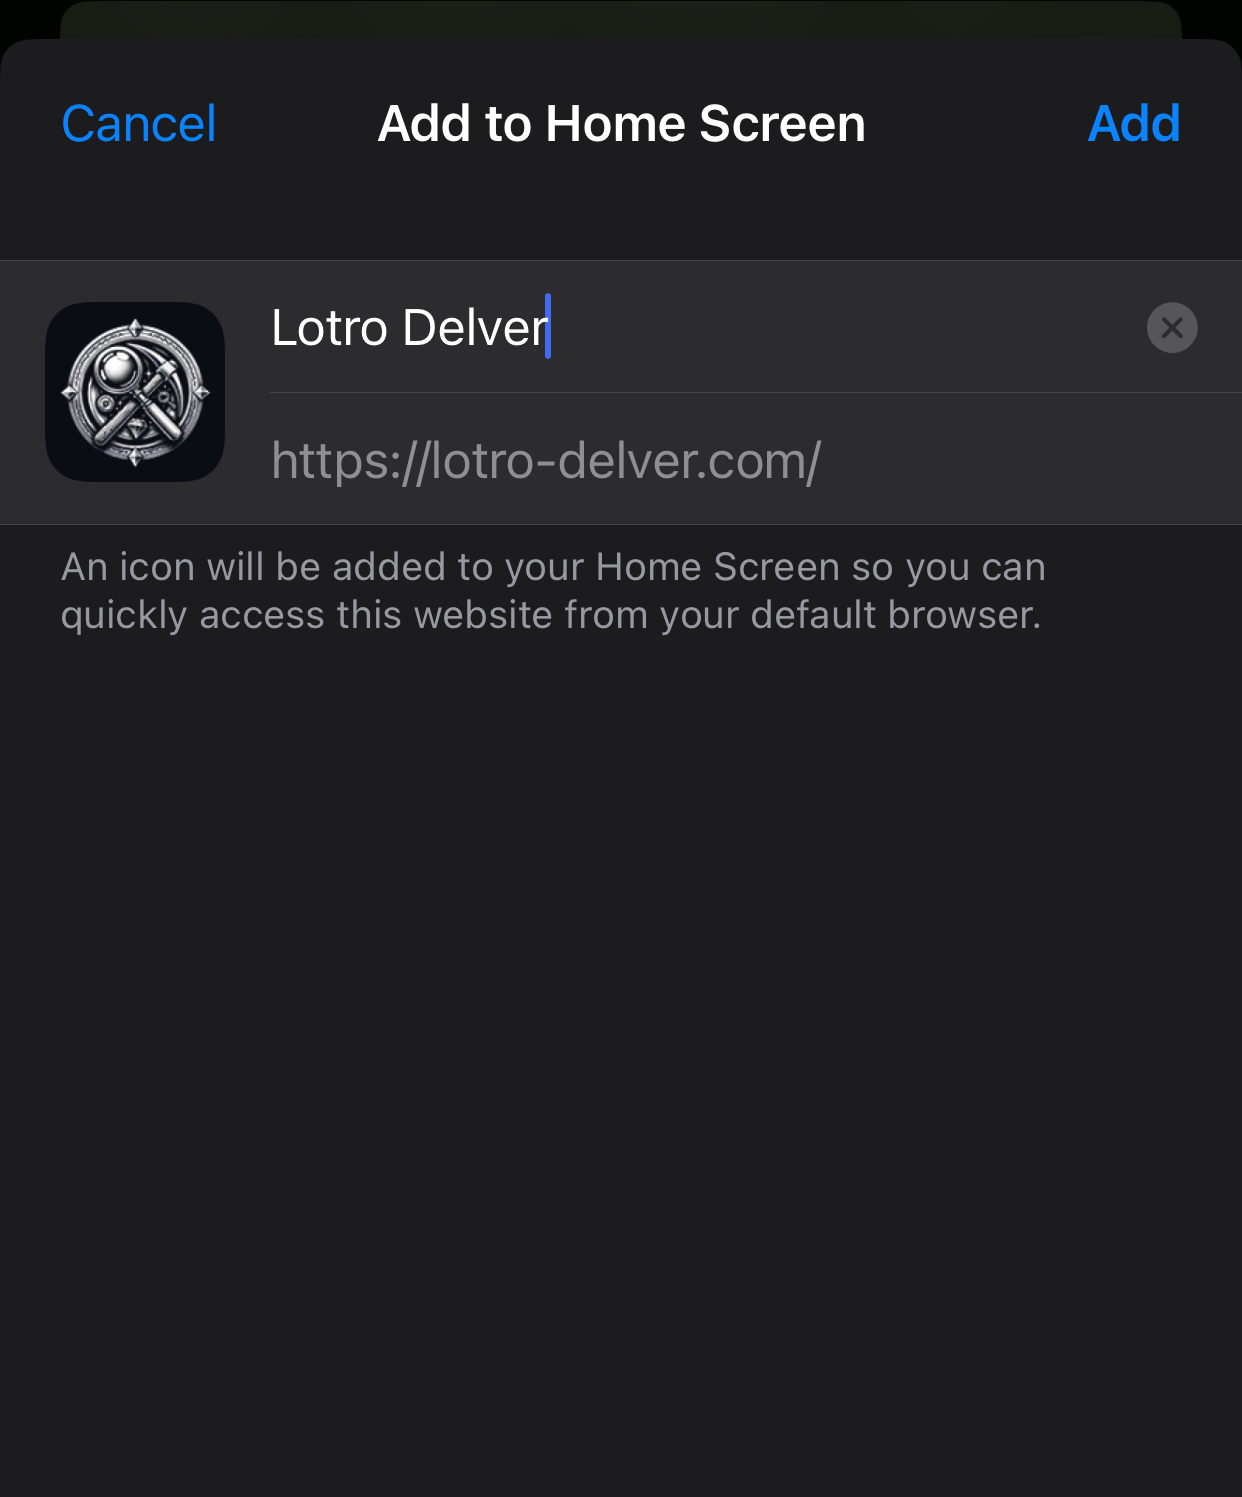 Cancel
Add to Home Screen
Add
Lotro Delver
https://lotro-delver.com/
An icon will be added to your Home Screen so you can
quickly access this website from your default browser.